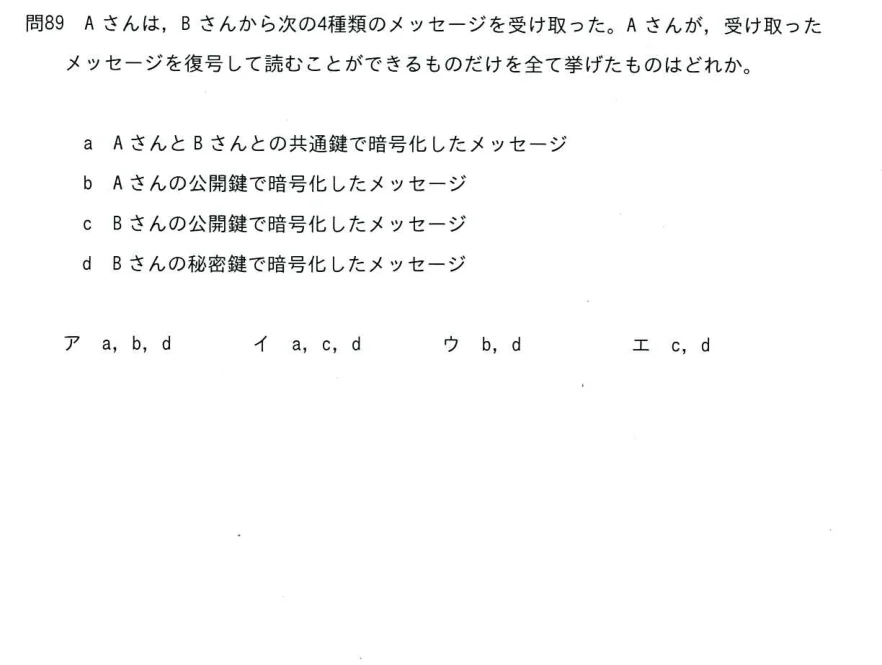 問89 Aさんは，Bさんから次の4種類のメッセージを受け取った。Aさんが，受け取った
メッセージを復号して読むことができるものだけを全て挙げたものはどれか。
a AさんとBさんとの共通鍵で暗号化したメッセージ
b Aさんの公開鍵で暗号化したメッセージ
c Bさんの公開鍵で暗号化したメッセージ
d Bさんの秘密鍵で暗号化したメッセージ
ア a，b，d イ a，c，d ウ b，d エ c，d